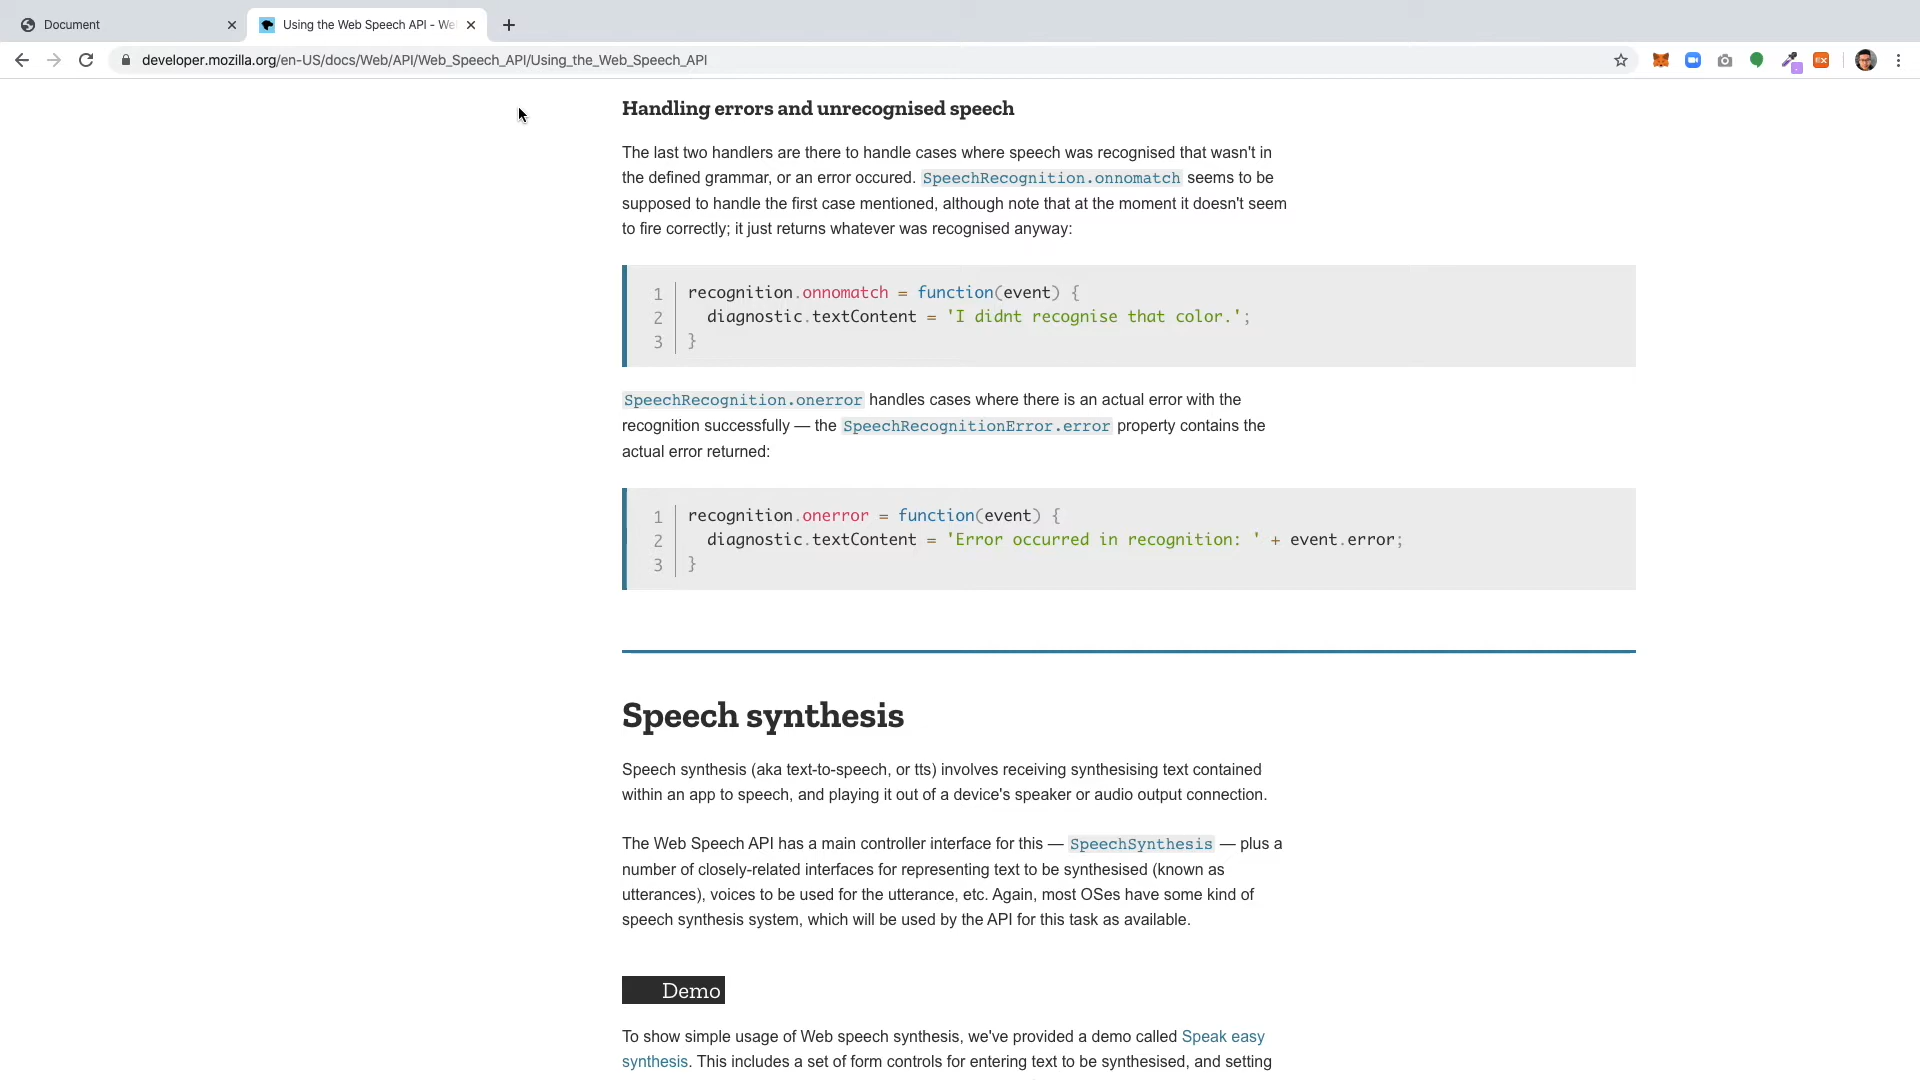 Document
Using the Web Speech API - We
developer.mozilla.org/en-US/docs/Web/API/Web_Speech_API/Using_the_Web_Speech_API
Handling errors and unrecognised speech
The last two handlers are there to handle cases where speech was recognised that wasn't in
the defined grammar, or an error occured. SpeechRecognition.onnomatch seems to be
supposed to handle the first case mentioned, although note that at the moment it doesn't seem
to fire correctly; it just returns whatever was recognised anyway:
1 recognition.onnomatch = function(event) {
2 diagnostic.textContent = 'I didnt recognise that color.';
3 }
SpeechRecognition.onerror handles cases where there is an actual error with the
recognition successfully — the SpeechRecognitionError.error property contains the
actual error returned:
1 recognition.onerror = function(event) {
2 diagnostic.textContent = 'Error occurred in recognition: ' + event.error;
3 }
Speech synthesis
Speech synthesis (aka text-to-speech, or tts) involves receiving synthesising text contained
within an app to speech, and playing it out of a device's speaker or audio output connection.
The Web Speech API has a main controller interface for this — SpeechSynthesis — plus a
number of closely-related interfaces for representing text to be synthesised (known as
utterances), voices to be used for the utterance, etc. Again, most OSes have some kind of
speech synthesis system, which will be used by the API for this task as available.
Demo
To show simple usage of Web speech synthesis, we've provided a demo called Speak easy
synthesis. This includes a set of form controls for entering text to be synthesised, and setting